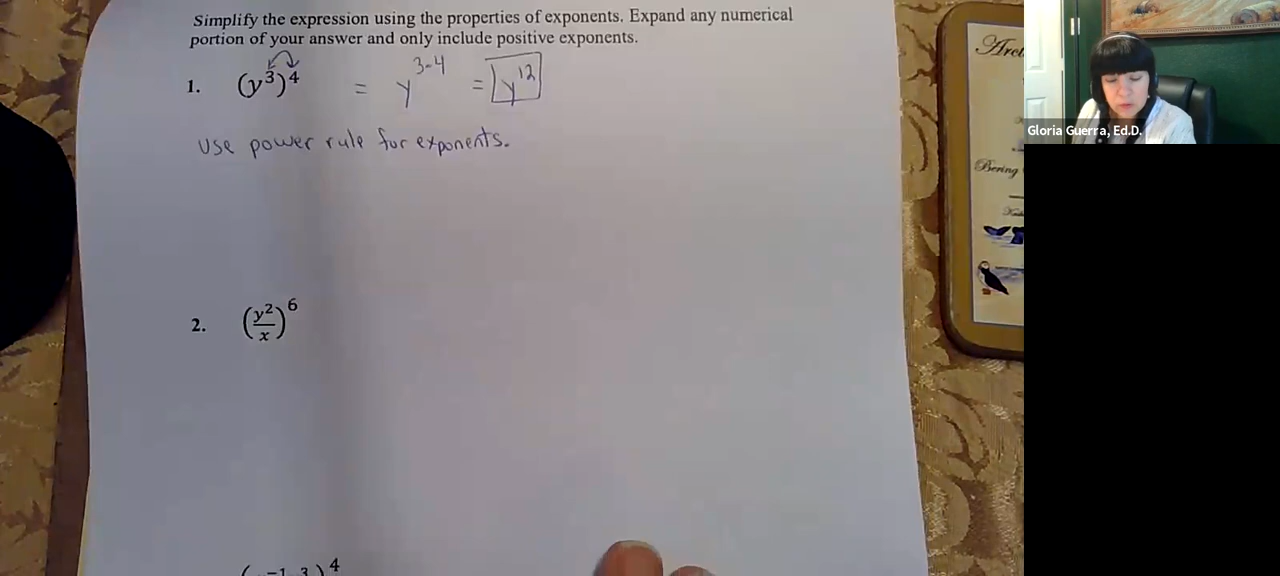 Simplify the expression using the properties of exponents. Expand any numerical
portion of your answer and only include positive exponents.
1. (y³)⁴ = y³·⁴ = y¹²
use power rule for exponents.
2. (y²/x)⁶
Gloria Guerra, Ed.D.
Bering